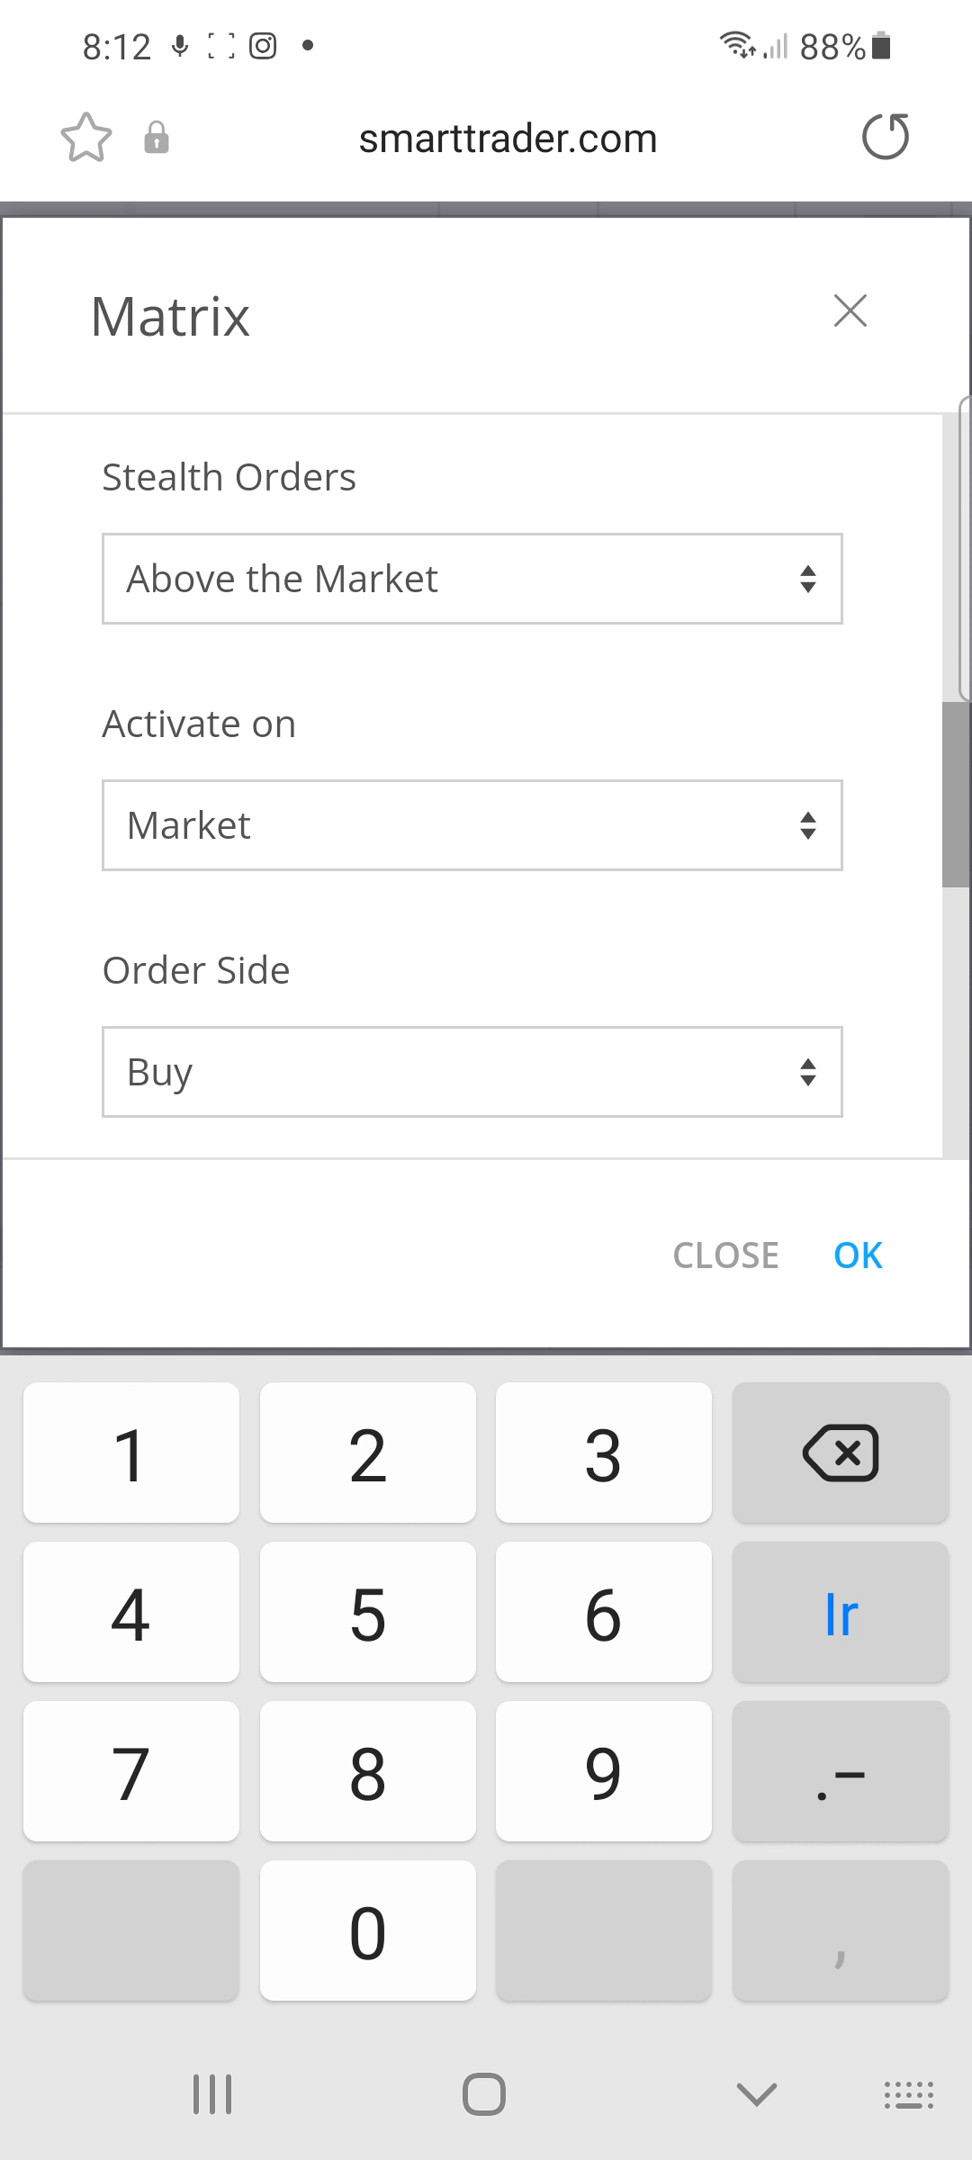 8:12
88%
smarttrader.com
Matrix
Stealth Orders
Above the Market
Activate on
Market
Order Side
Buy
CLOSE OK
1 2 3
4 5 6 Ir
7 8 9 .-
0 ,